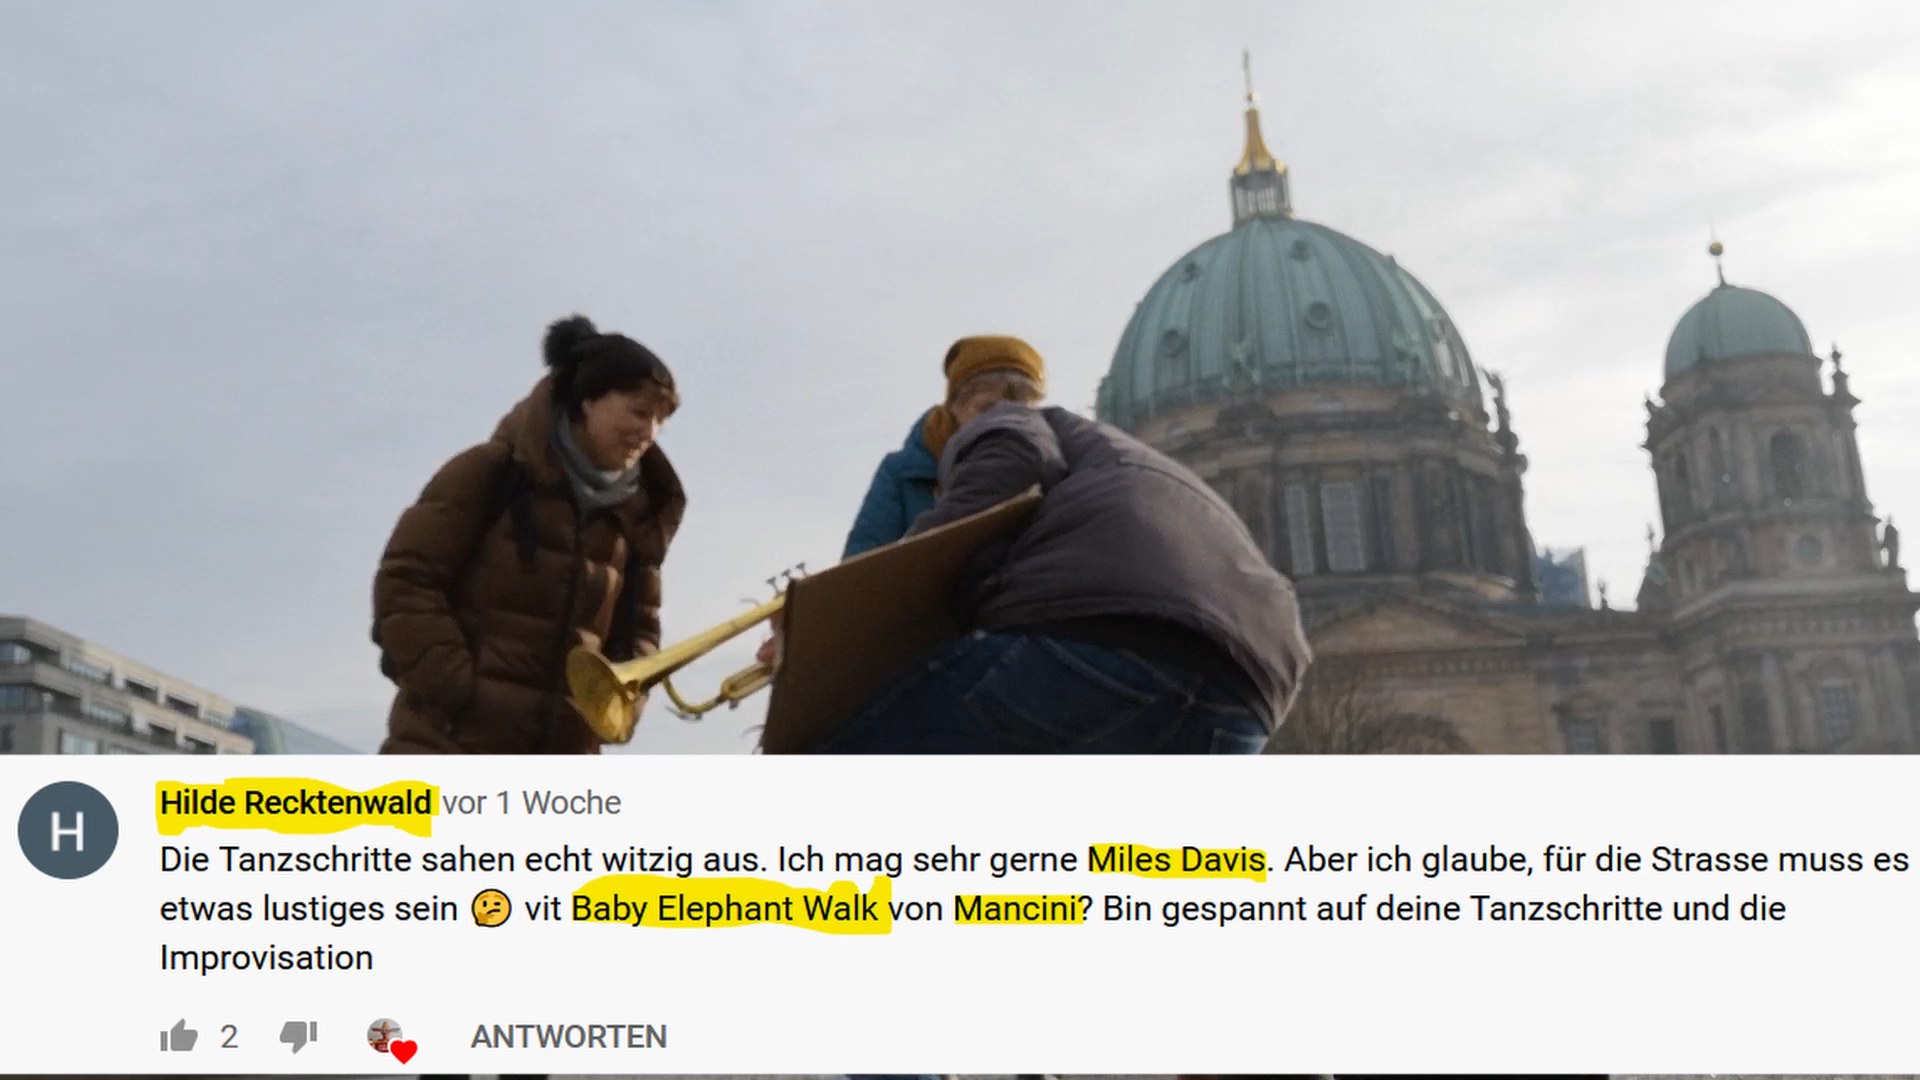 H
Hilde Recktenwald vor 1 Woche
Die Tanzschritte sahen echt witzig aus. Ich mag sehr gerne Miles Davis. Aber ich glaube, für die Strasse muss es
etwas lustiges sein 🤔 vit Baby Elephant Walk von Mancini? Bin gespannt auf deine Tanzschritte und die
Improvisation
2 ANTWORTEN